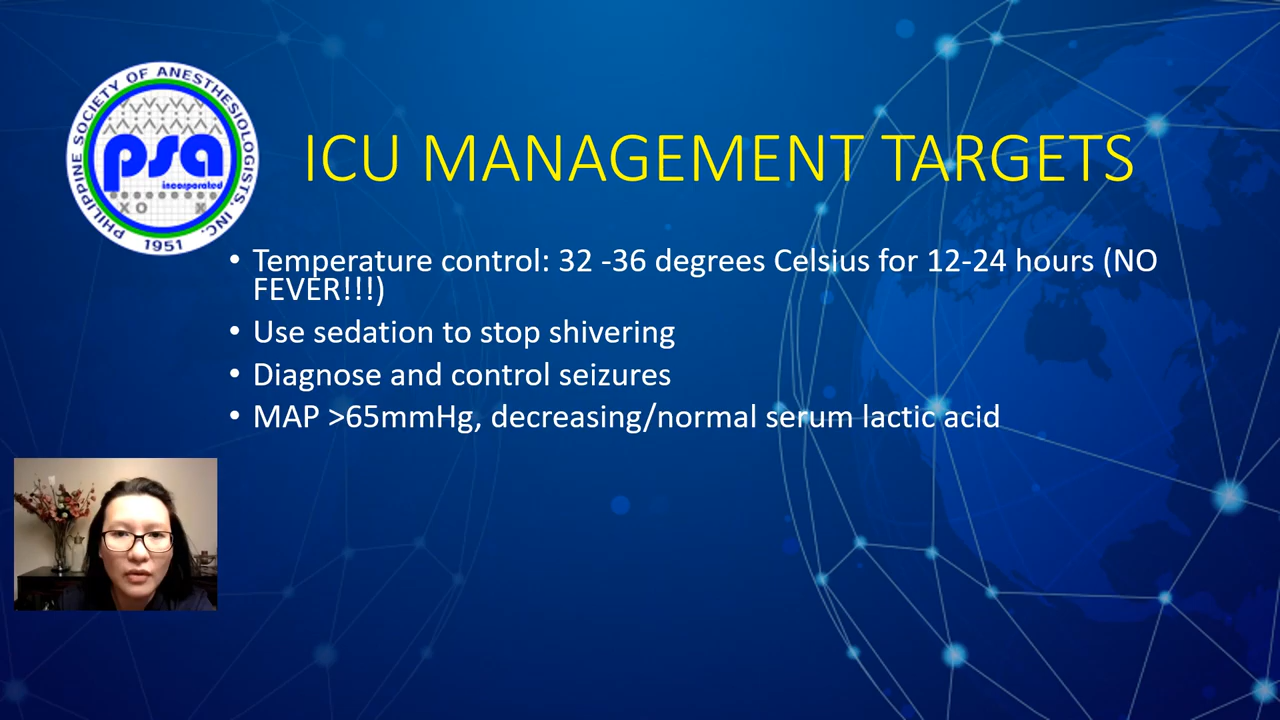 PHILIPPINE SOCIETY OF ANESTHESIOLOGISTS, INC.
psa
incorporated
XO X
1951
ICU MANAGEMENT TARGETS
• Temperature control: 32 -36 degrees Celsius for 12-24 hours (NO
FEVER!!!)
• Use sedation to stop shivering
• Diagnose and control seizures
• MAP >65mmHg, decreasing/normal serum lactic acid